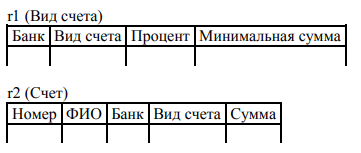 r1 (Вид счета)
Банк Вид счета Процент Минимальная сумма
r2 (Счет)
Номер ФИО Банк Вид счета Сумма